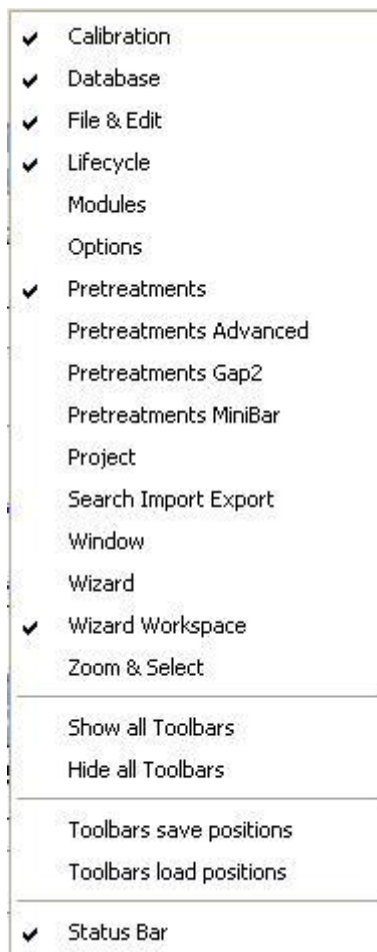 Calibration
Database
File & Edit
Lifecycle
Modules
Options
Pretreatments
Pretreatments Advanced
Pretreatments Gap2
Pretreatments MiniBar
Project
Search Import Export
Window
Wizard
Wizard Workspace
Zoom & Select
Show all Toolbars
Hide all Toolbars
Toolbars save positions
Toolbars load positions
Status Bar